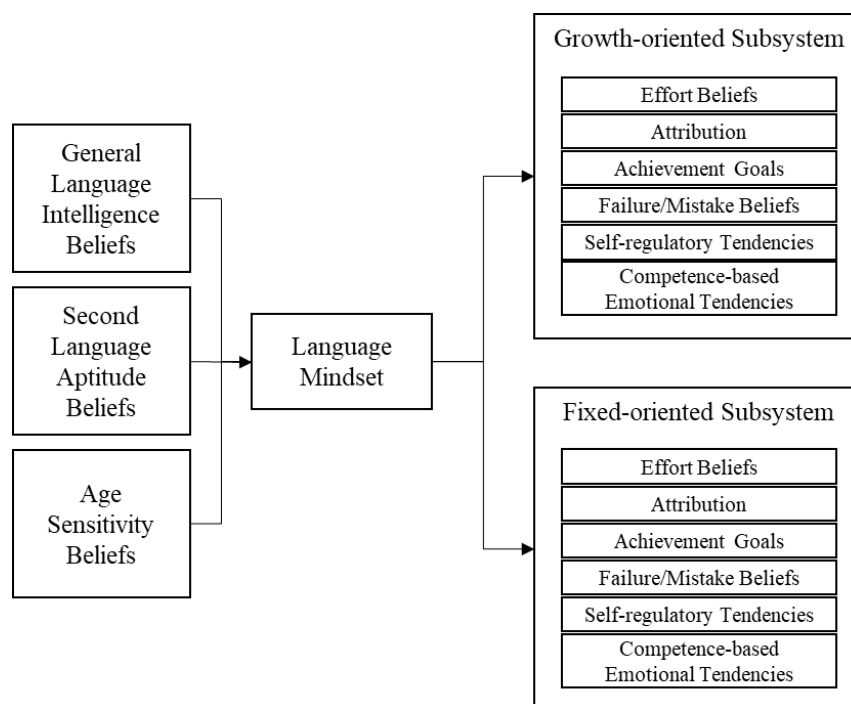 General
Language
Intelligence
Beliefs
Second
Language
Aptitude
Beliefs
Age
Sensitivity
Beliefs
Language
Mindset
Growth-oriented Subsystem
Effort Beliefs
Attribution
Achievement Goals
Failure/Mistake Beliefs
Self-regulatory Tendencies
Competence-based
Emotional Tendencies
Fixed-oriented Subsystem
Effort Beliefs
Attribution
Achievement Goals
Failure/Mistake Beliefs
Self-regulatory Tendencies
Competence-based
Emotional Tendencies